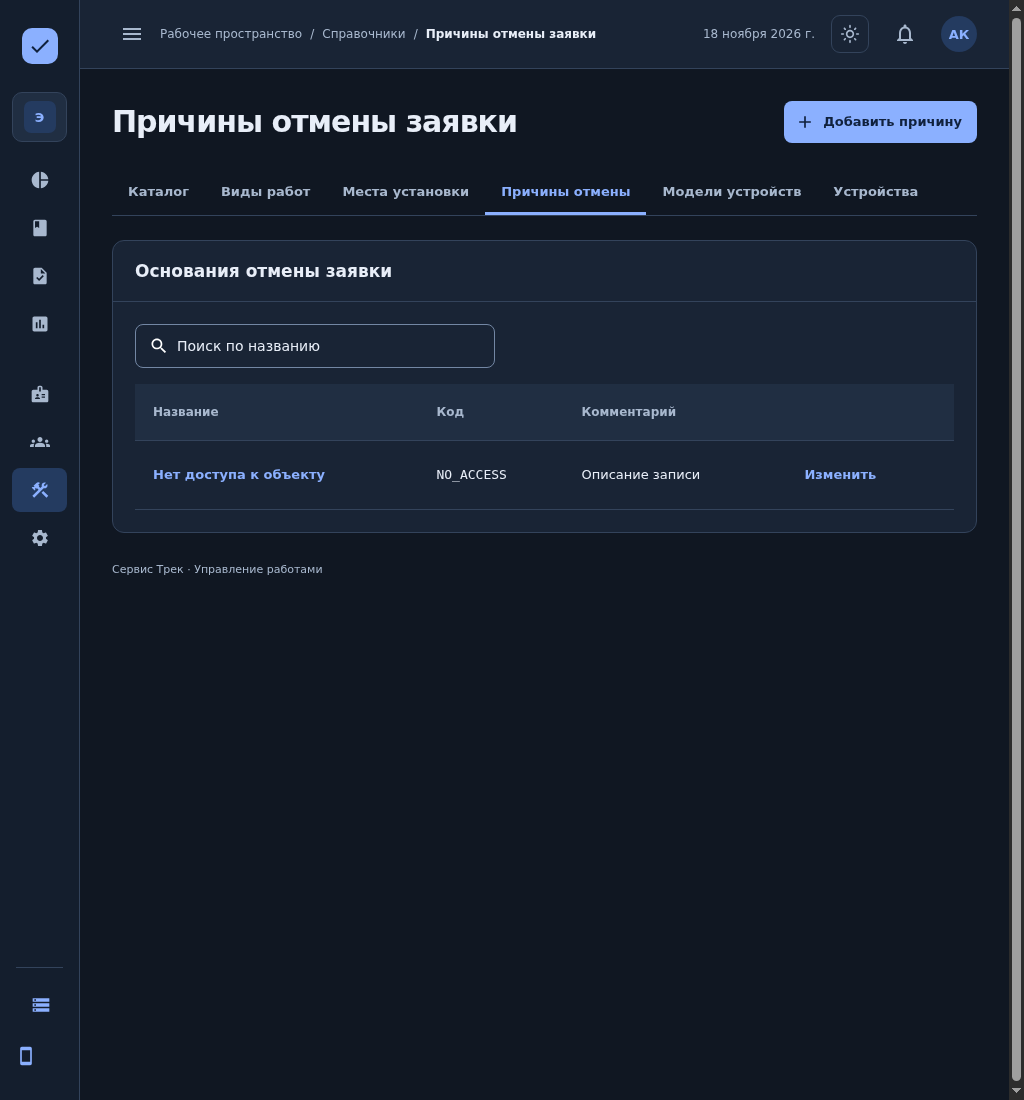 Рабочее пространство / Справочники / Причины отмены заявки
18 ноября 2026 г.
АК
Э
Причины отмены заявки
Добавить причину
Каталог Виды работ Места установки Причины отмены Модели устройств Устройства
Основания отмены заявки
Поиск по названию
Название Код Комментарий
Нет доступа к объекту NO_ACCESS Описание записи Изменить
Сервис Трек · Управление работами